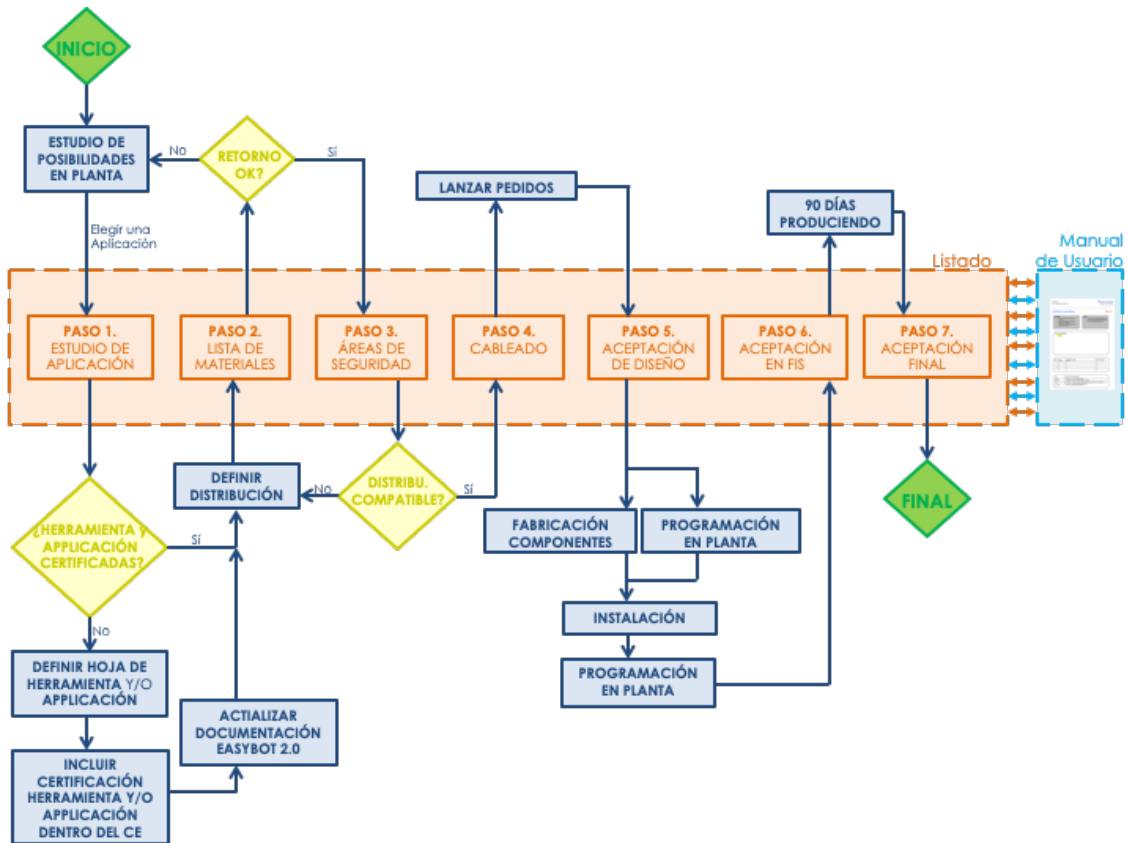 INICIO
ESTUDIO DE
POSIBILIDADES
EN PLANTA
No
RETORNO
OK?
Sí
Elegir una
Aplicación
LANZAR PEDIDOS
90 DÍAS
PRODUCIENDO
Listado
Manual
de Usuario
PASO 1.
ESTUDIO DE
APLICACIÓN
PASO 2.
LISTA DE
MATERIALES
PASO 3.
ÁREAS DE
SEGURIDAD
PASO 4.
CABLEADO
PASO 5.
ACEPTACIÓN
DE DISEÑO
PASO 6.
ACEPTACIÓN
EN FIS
PASO 7.
ACEPTACIÓN
FINAL
¿HERRAMIENTA y
APPLICACIÓN
CERTIFICADAS?
Sí
No
DEFINIR
DISTRIBUCIÓN
No
DISTRIBU.
COMPATIBLE?
Sí
FABRICACIÓN
COMPONENTES
PROGRAMACIÓN
EN PLANTA
FINAL
INSTALACIÓN
PROGRAMACIÓN
EN PLANTA
DEFINIR HOJA DE
HERRAMIENTA Y/O
APPLICACIÓN
ACTIALIZAR
DOCUMENTACIÓN
EASYBOT 2.0
INCLUIR
CERTIFICACIÓN
HERRAMIENTA Y/O
APPLICACIÓN
DENTRO DEL CE